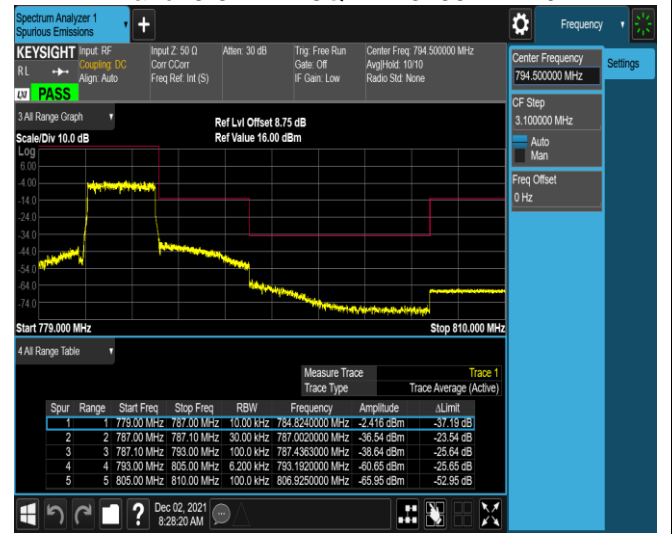 Spectrum Analyzer 1
Spurious Emissions
Frequency
KEYSIGHT
Input: RF
Input Z: 50 Ω
Atten: 30 dB
Trig: Free Run
Center Freq: 794.500000 MHz
R L
Coupling: DC
Corr CCorr
Gate: Off
Avg|Hold: 10/10
Align: Auto
Freq Ref: Int (S)
IF Gain: Low
Radio Std: None
LXI
PASS
Center Frequency
794.500000 MHz
Settings
CF Step
3.100000 MHz
Auto
Man
Freq Offset
0 Hz
3 All Range Graph
Ref Lvl Offset 8.75 dB
Scale/Div 10.0 dB
Ref Value 16.00 dBm
Log
6.00
-4.00
-14.0
-24.0
-34.0
-44.0
-54.0
-64.0
-74.0
Start 779.000 MHz
Stop 810.000 MHz
4 All Range Table
Measure Trace
Trace 1
Trace Type
Trace Average (Active)
Spur Range Start Freq Stop Freq RBW Frequency Amplitude ΔLimit
1 1 779.00 MHz 787.00 MHz 10.00 kHz 784.8240000 MHz -2.416 dBm -37.19 dB
2 2 787.00 MHz 787.10 MHz 30.00 kHz 787.0020000 MHz -36.54 dBm -23.54 dB
3 3 787.10 MHz 793.00 MHz 100.0 kHz 787.4363000 MHz -38.64 dBm -25.64 dB
4 4 793.00 MHz 805.00 MHz 6.200 kHz 793.1920000 MHz -60.65 dBm -25.65 dB
5 5 805.00 MHz 810.00 MHz 100.0 kHz 806.9250000 MHz -65.95 dBm -52.95 dB
?
Dec 02, 2021
8:28:20 AM